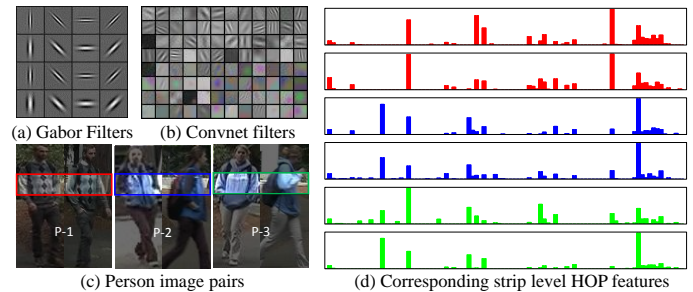 (a) Gabor Filters
(b) Convnet filters
P-1
P-2
P-3
(c) Person image pairs
(d) Corresponding strip level HOP features